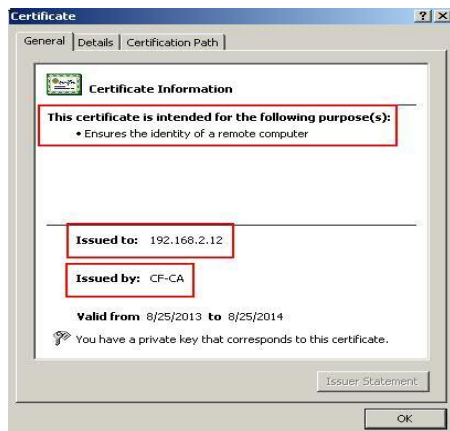 Certificate
General Details Certification Path
Certificate Information
This certificate is intended for the following purpose(s):
• Ensures the identity of a remote computer
Issued to: 192.168.2.12
Issued by: CF-CA
Valid from 8/25/2013 to 8/25/2014
You have a private key that corresponds to this certificate.
Issuer Statement
OK